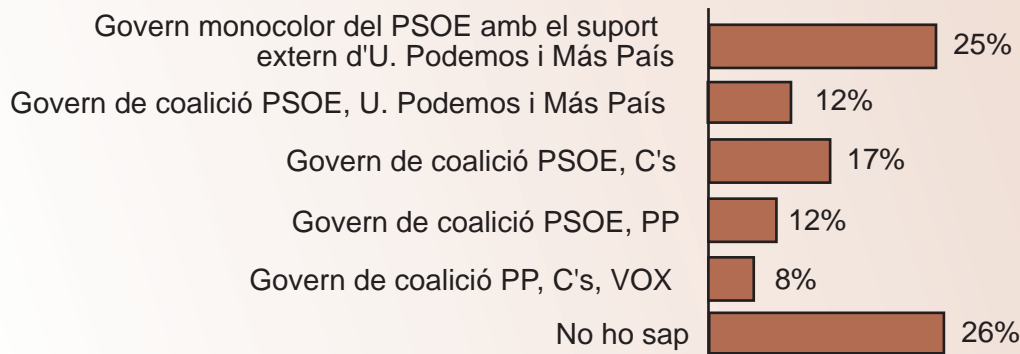 Govern monocolor del PSOE amb el suport
extern d'U. Podemos i Más País
25%
Govern de coalició PSOE, U. Podemos i Más País
12%
Govern de coalició PSOE, C's
17%
Govern de coalició PSOE, PP
12%
Govern de coalició PP, C's, VOX
8%
No ho sap
26%